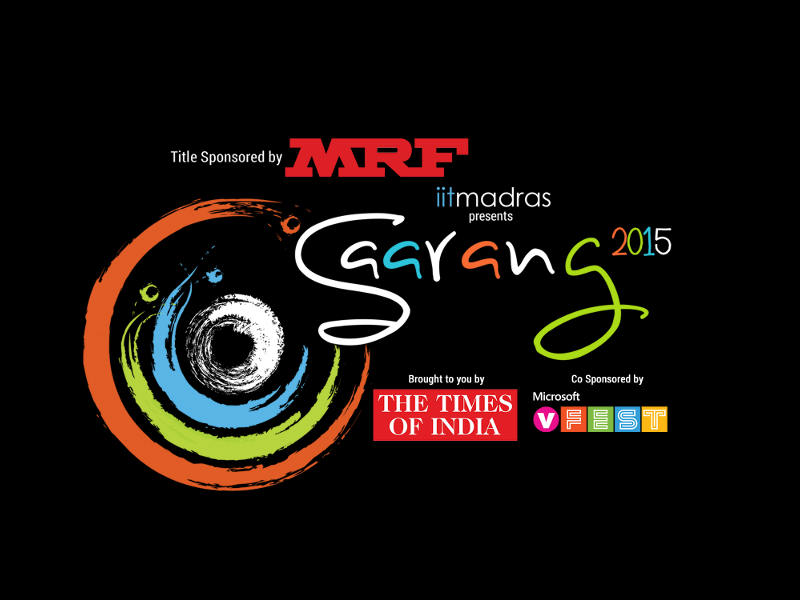 Title Sponsored by MRF
iitmadras
presents
Saarang 2015
Brought to you by
THE TIMES
OF INDIA
Co Sponsored by
Microsoft
VFEST